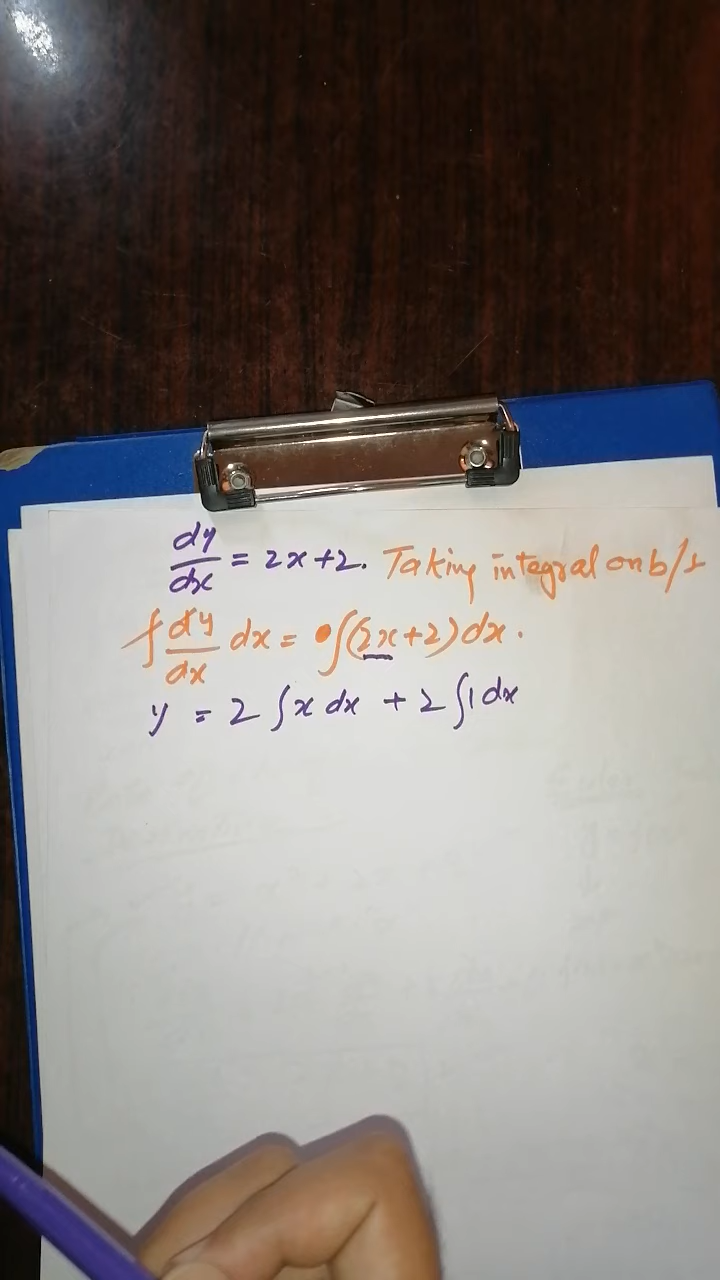 dy/dx = 2x+2. Taking integral on b/s
∫ dy/dx dx = ∫(2x+2)dx.
y = 2 ∫x dx + 2 ∫1 dx